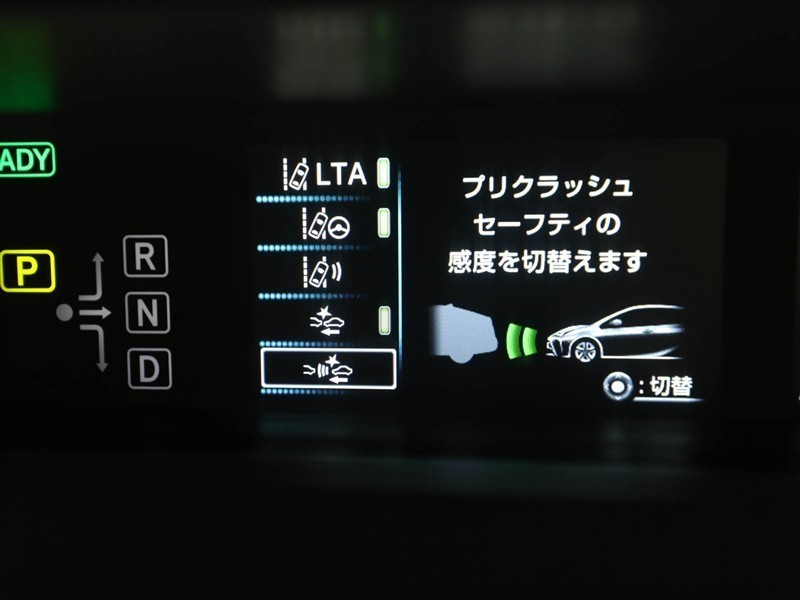 ADY
LTA
P
R
N
D
プリクラッシュ
セーフティの
感度を切替えます
:切替